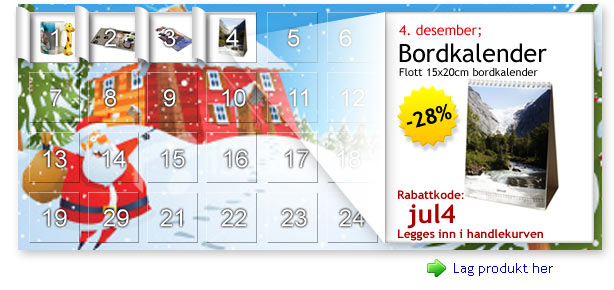 1 2 3 4 5 6
7 8 9 10 11 12
13 14 15 16 17 18
19 29 21 22 23 24
4. desember;
Bordkalender
Flott 15x20cm bordkalender
-28%
Rabattkode:
jul4
Legges inn i handlekurven
Lag produkt her